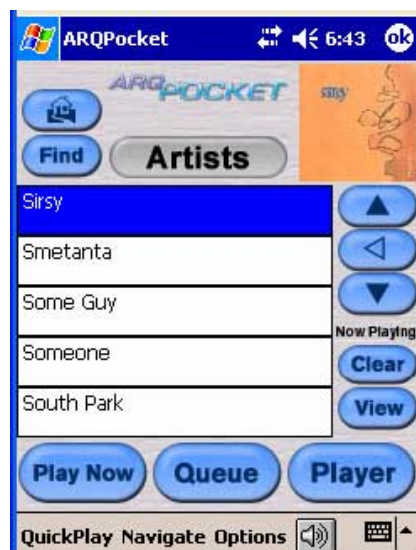 ARQPocket 6:43 ok
ARQPOCKET
sirsy
Find
Artists
Sirsy
Smetanta
Some Guy
Someone
South Park
Now Playing
Clear
View
Play Now
Queue
Player
QuickPlay Navigate Options